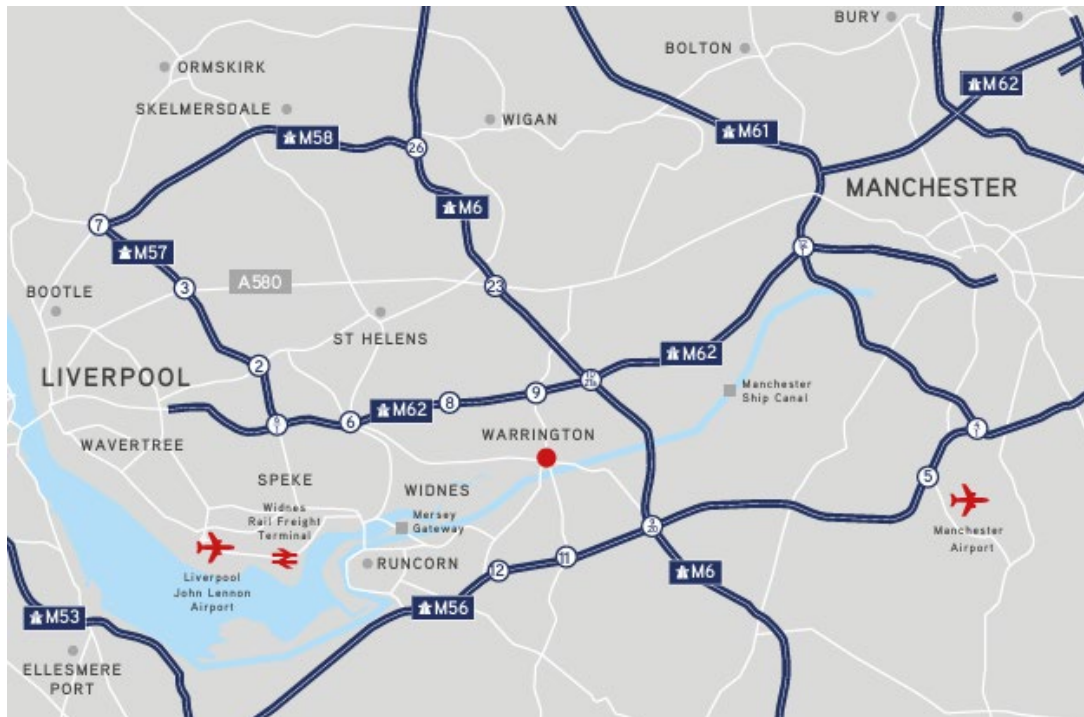 BURY
BOLTON
ORMSKIRK
M62
SKELMERSDALE
WIGAN
M61
M58
26
MANCHESTER
M6
7
M57
A580
23
3
BOOTLE
ST HELENS
M62
2
LIVERPOOL
Manchester
Ship Canal
9
8
M62
6
WARRINGTON
WAVERTREE
5
SPEKE
WIDNES
Widnes
Rail Freight
Terminal
Mersey
Gateway
Manchester
Airport
11
RUNCORN
12
M6
Liverpool
John Lennon
Airport
M56
M53
ELLESMERE
PORT